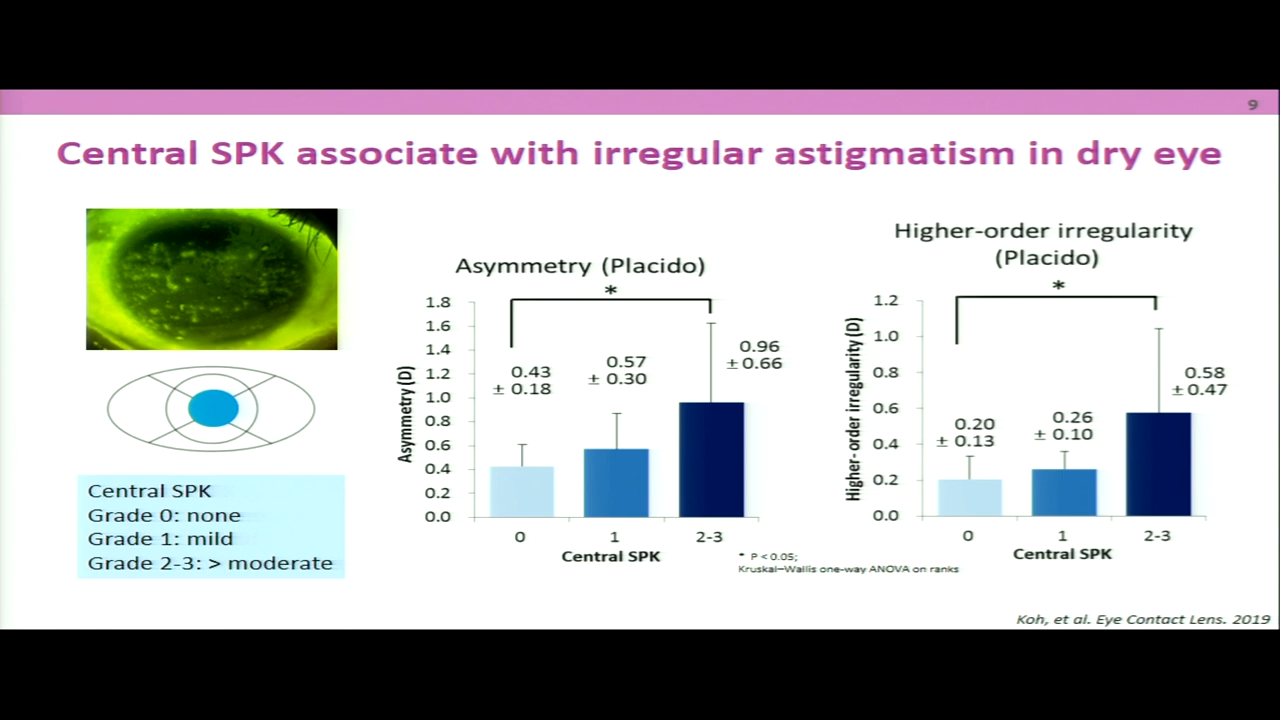 9
Central SPK associate with irregular astigmatism in dry eye
Central SPK
Grade 0: none
Grade 1: mild
Grade 2-3: > moderate
Asymmetry (Placido)
*
1.8
1.6
1.4
1.2
1.0
0.8
0.6
0.4
0.2
0.0
Asymmetry (D)
0.43
± 0.18
0.57
± 0.30
0.96
± 0.66
0
1
2-3
Central SPK
Higher-order irregularity
(Placido)
*
1.2
1.0
0.8
0.6
0.4
0.2
0.0
Higher- order irregularity (D)
0.20
± 0.13
0.26
± 0.10
0.58
± 0.47
0
1
2-3
Central SPK
* P < 0.05;
Kruskal–Wallis one-way ANOVA on ranks
Koh, et al. Eye Contact Lens. 2019